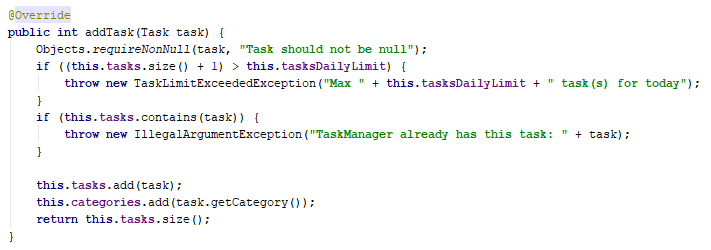 @Override
public int addTask(Task task) {
    Objects.requireNonNull(task, "Task should not be null");
    if ((this.tasks.size() + 1) > this.tasksDailyLimit) {
        throw new TaskLimitExceededException("Max " + this.tasksDailyLimit + " task(s) for today");
    }
    if (this.tasks.contains(task)) {
        throw new IllegalArgumentException("TaskManager already has this task: " + task);
    }

    this.tasks.add(task);
    this.categories.add(task.getCategory());
    return this.tasks.size();
}